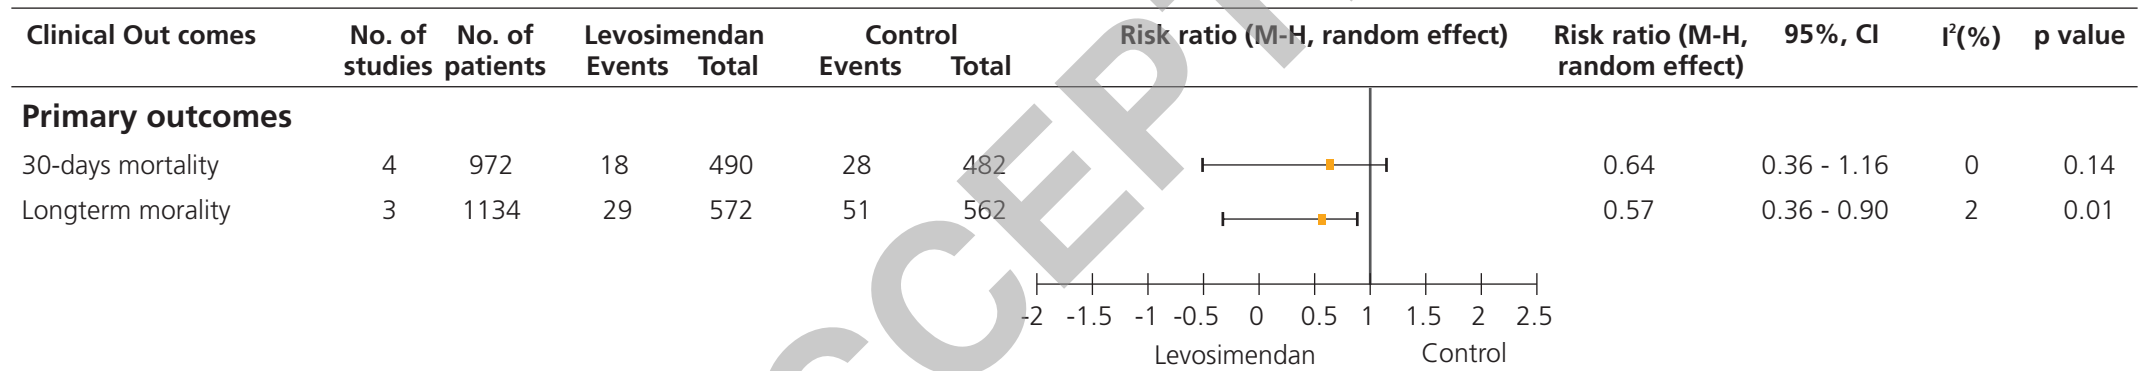 Clinical Out comes No. of No. of Levosimendan Control Risk ratio (M-H, random effect) Risk ratio (M-H, 95%, CI I²(%) p value
studies patients Events Total Events Total random effect)
Primary outcomes
30-days mortality 4 972 18 490 28 482 0.64 0.36 - 1.16 0 0.14
Longterm morality 3 1134 29 572 51 562 0.57 0.36 - 0.90 2 0.01
-2 -1.5 -1 -0.5 0 0.5 1 1.5 2 2.5
Levosimendan Control
CCEPT